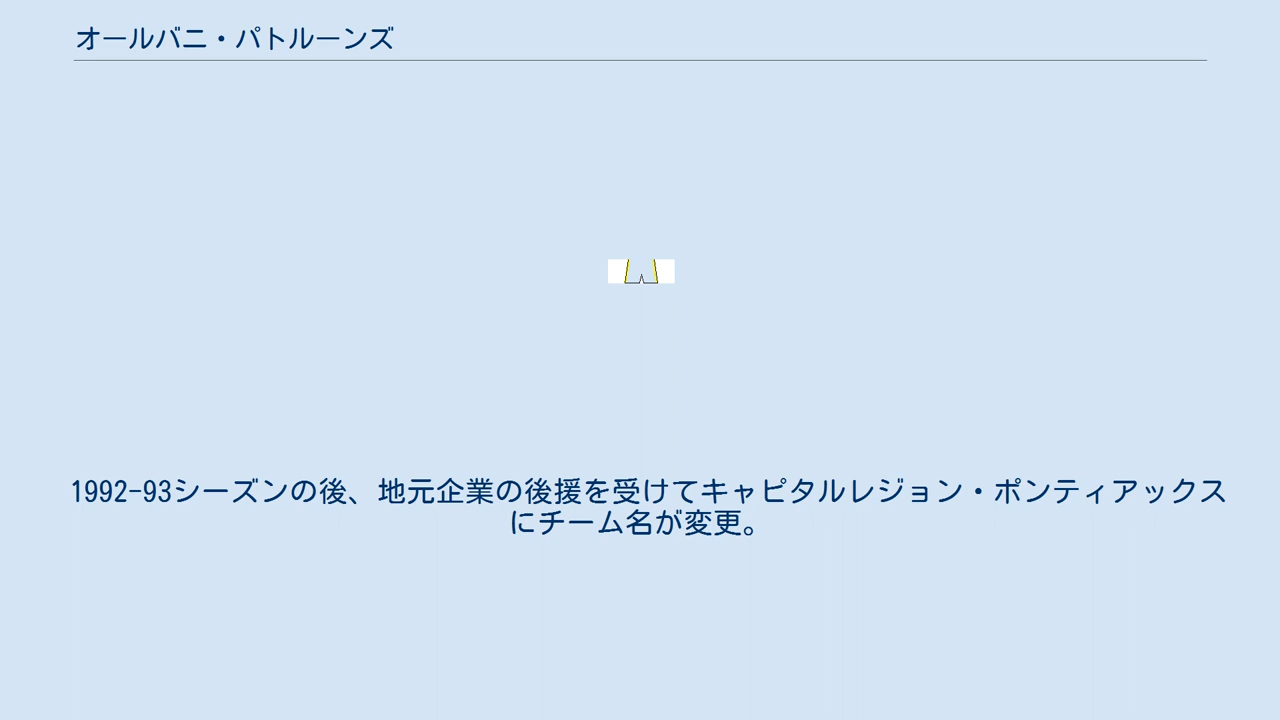 オールバニ・パトルーンズ
1992-93シーズンの後、地元企業の後援を受けてキャピタルレジョン・ポンティアックス
にチーム名が変更。